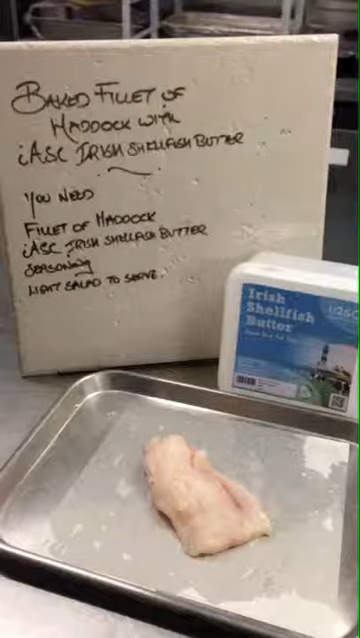 BAKED FILLET OF
HADDOCK WITH
iASC IRISH SHELLFISH BUTTER
YOU NEED
FILLET OF HADDOCK
iASC IRISH SHELLFISH BUTTER
SEASONING
LIGHT SALAD TO SERVE.
iasc
Irish
Shellfish
Butter